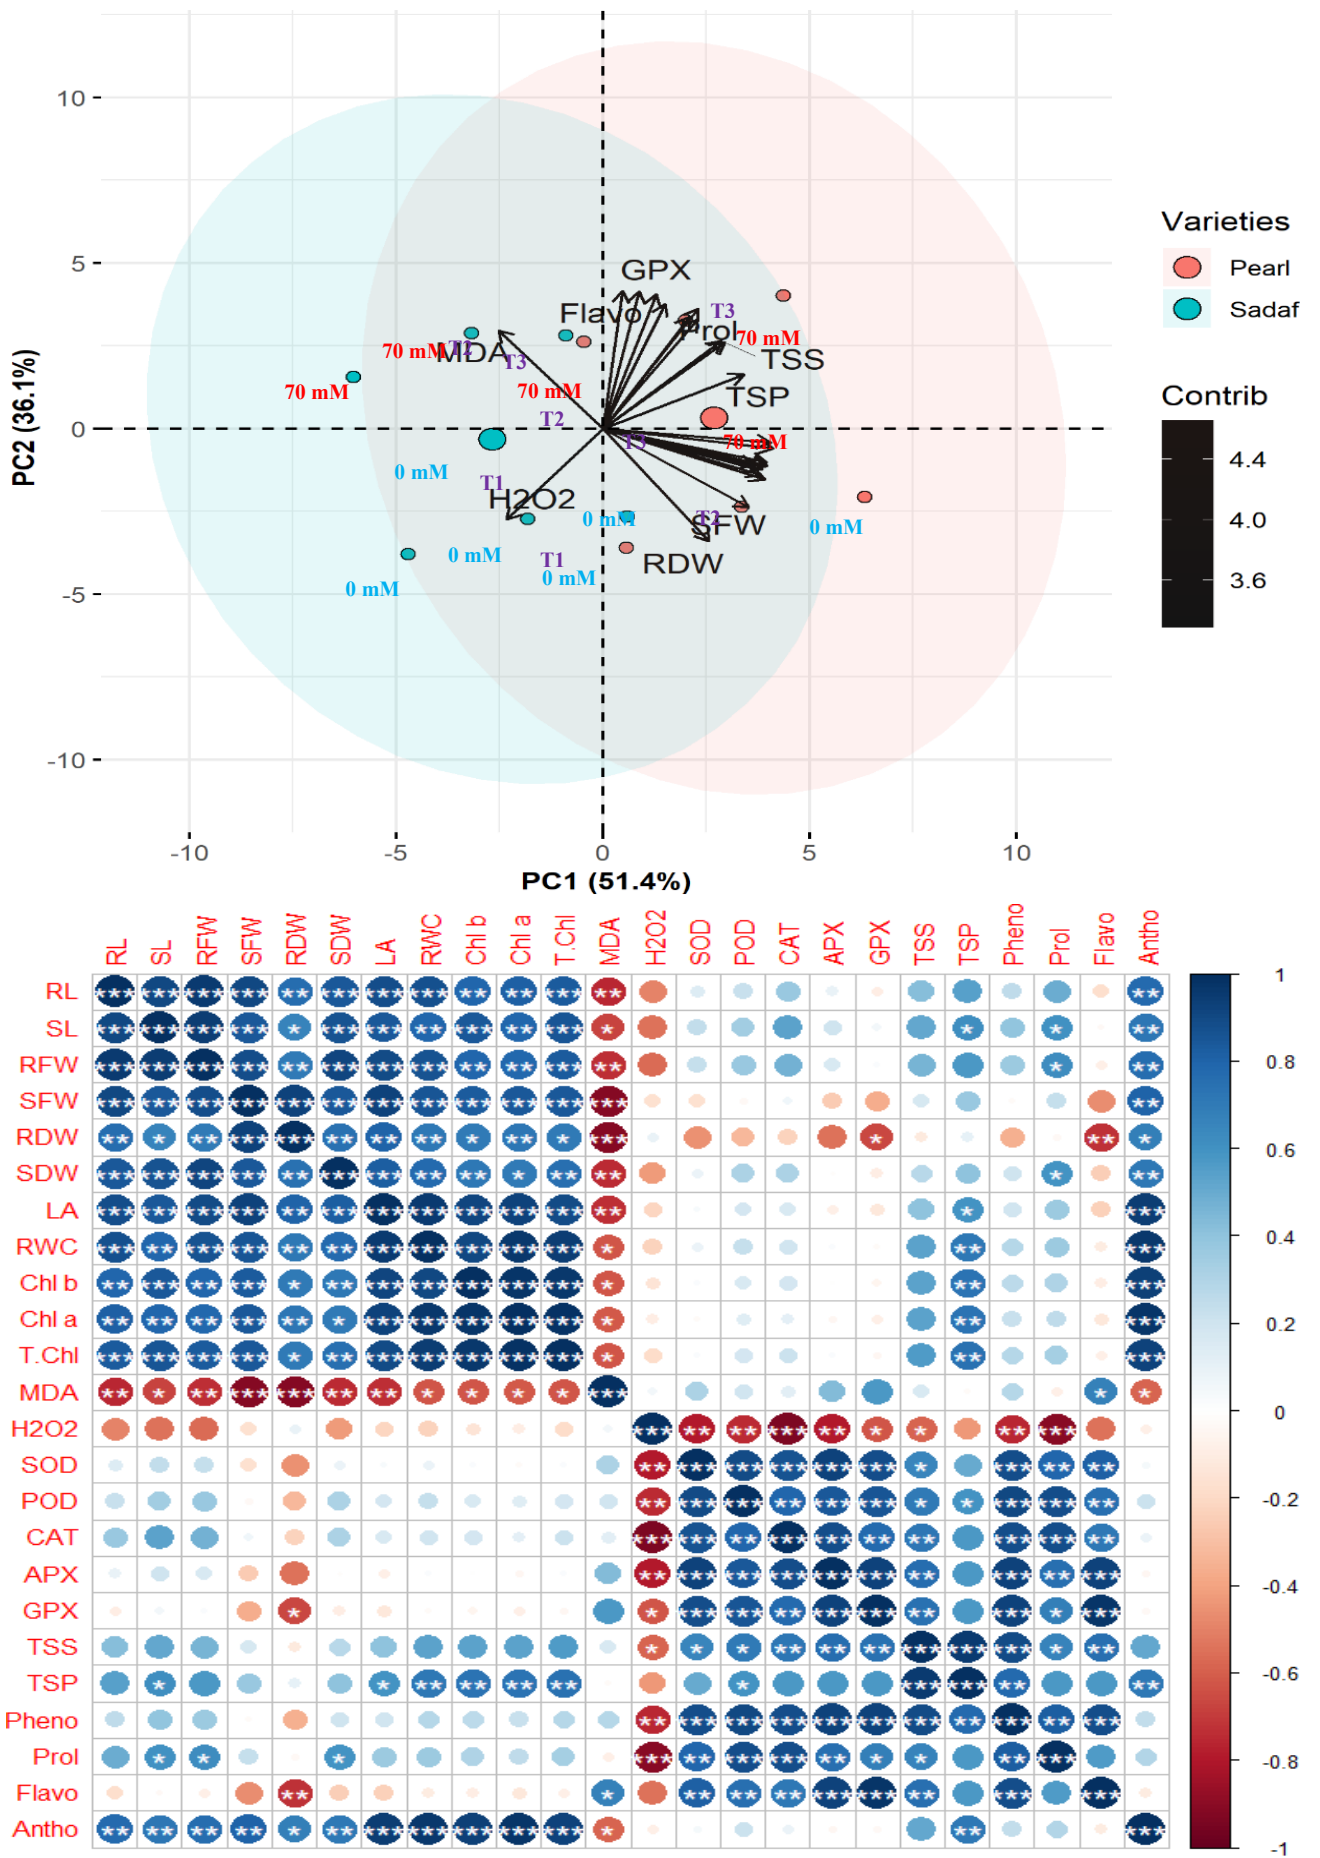 10
5
0
-5
-10
PC2 (36.1%)
GPX
Flavo
T3
Prol
70 mM
MDA
70 mM
T2
T3
TSS
70 mM
70 mM
TSP
T2
T3
70 mM
0 mM
T1
H2O2
0 mM
T2
SFW
0 mM
0 mM
T1
RDW
0 mM
0 mM
-10
-5
0
5
10
PC1 (51.4%)
Varieties
Pearl
Sadaf
Contrib
4.4
4.0
3.6
RL SL RFW SFW RDW SDW LA RWC Chl b Chl a T.Chl MDA H2O2 SOD POD CAT APX GPX TSS TSP Pheno Prol Flavo Antho
RL
SL
RFW
SFW
RDW
SDW
LA
RWC
Chl b
Chl a
T.Chl
MDA
H2O2
SOD
POD
CAT
APX
GPX
TSS
TSP
Pheno
Prol
Flavo
Antho
1
0.8
0.6
0.4
0.2
0
-0.2
-0.4
-0.6
-0.8
-1